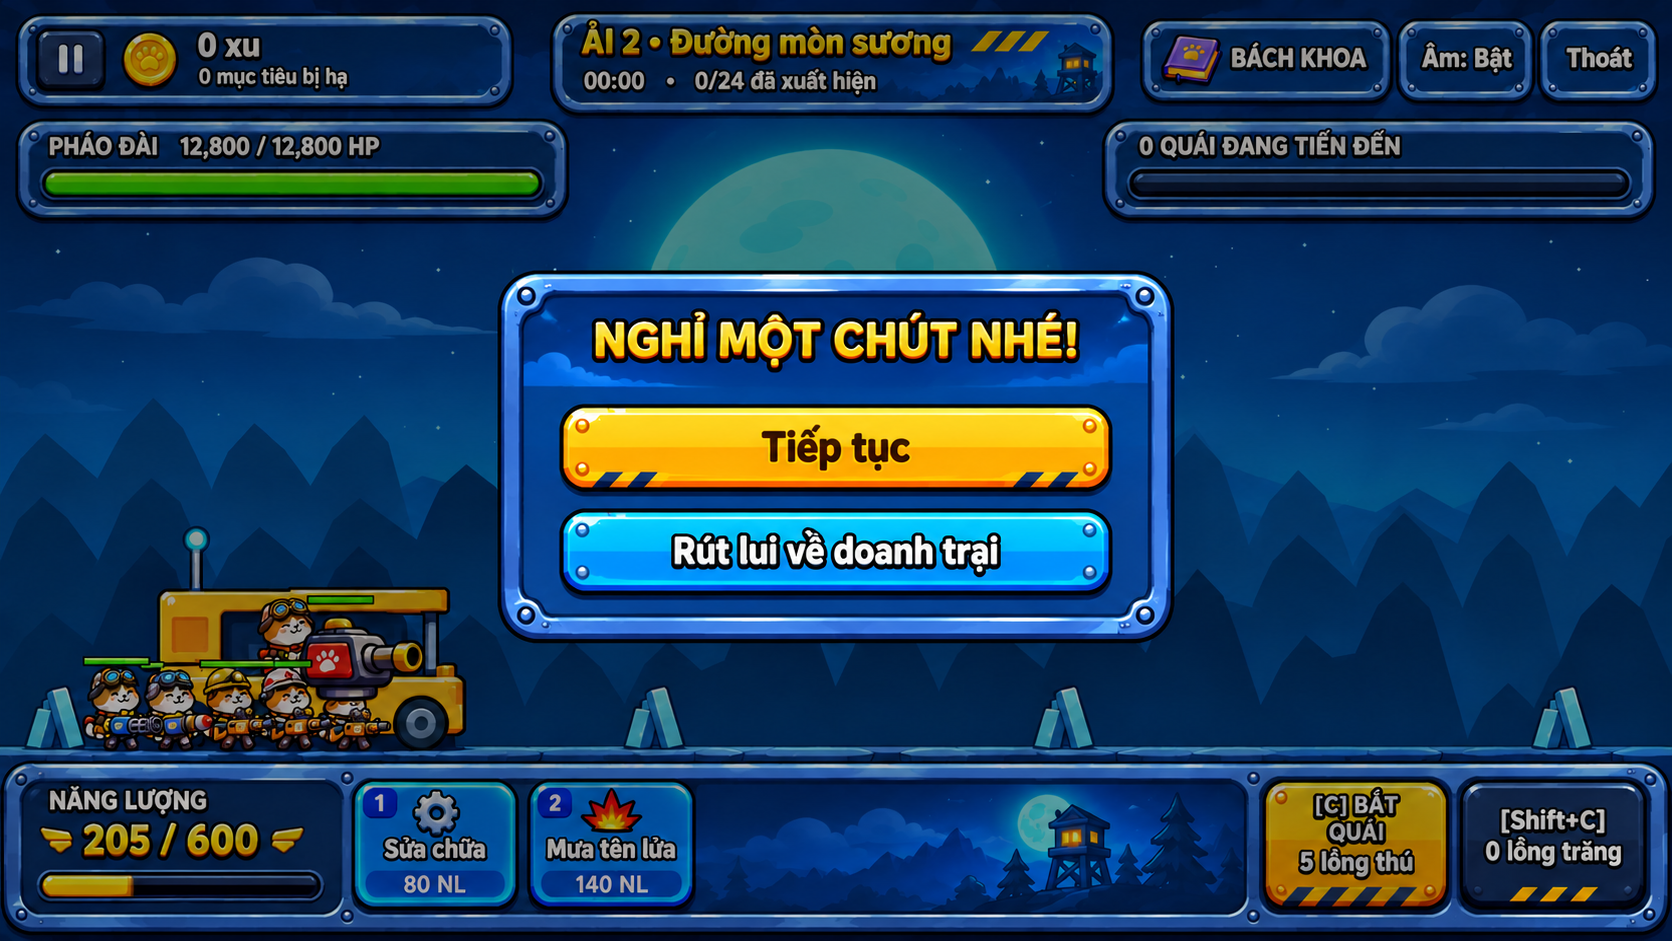 0 xu
0 mục tiêu bị hạ
ẢI 2 • Đường mòn sương
00:00 • 0/24 đã xuất hiện
BÁCH KHOA
Âm: Bật
Thoát
PHÁO ĐÀI 12,800 / 12,800 HP
0 QUÁI ĐANG TIẾN ĐẾN
NGHỈ MỘT CHÚT NHÉ!
Tiếp tục
Rút lui về doanh trại
NĂNG LƯỢNG
205 / 600
1
Sửa chữa
80 NL
2
Mưa tên lửa
140 NL
[C] BẮT
QUÁI
5 lồng thú
[Shift+C]
0 lồng trăng